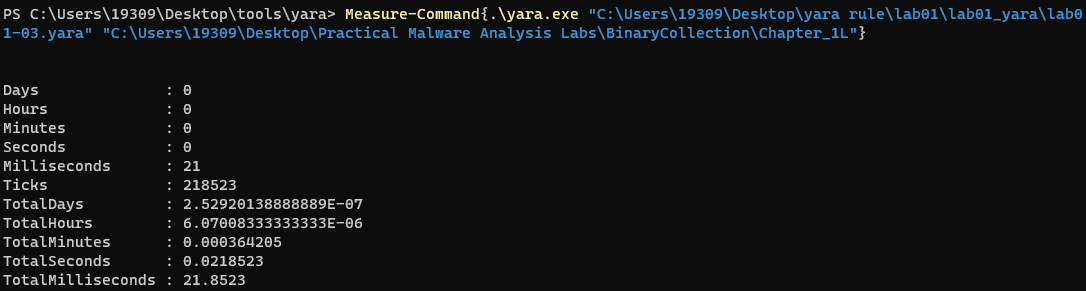 PS C:\Users\19309\Desktop\tools\yara> Measure-Command{.\yara.exe "C:\Users\19309\Desktop\yara rule\lab01\lab01_yara\lab0
1-03.yara" "C:\Users\19309\Desktop\Practical Malware Analysis Labs\BinaryCollection\Chapter_1L"}
Days              : 0
Hours             : 0
Minutes           : 0
Seconds           : 0
Milliseconds      : 21
Ticks             : 218523
TotalDays         : 2.52920138888889E-07
TotalHours        : 6.07008333333333E-06
TotalMinutes      : 0.000364205
TotalSeconds      : 0.0218523
TotalMilliseconds : 21.8523